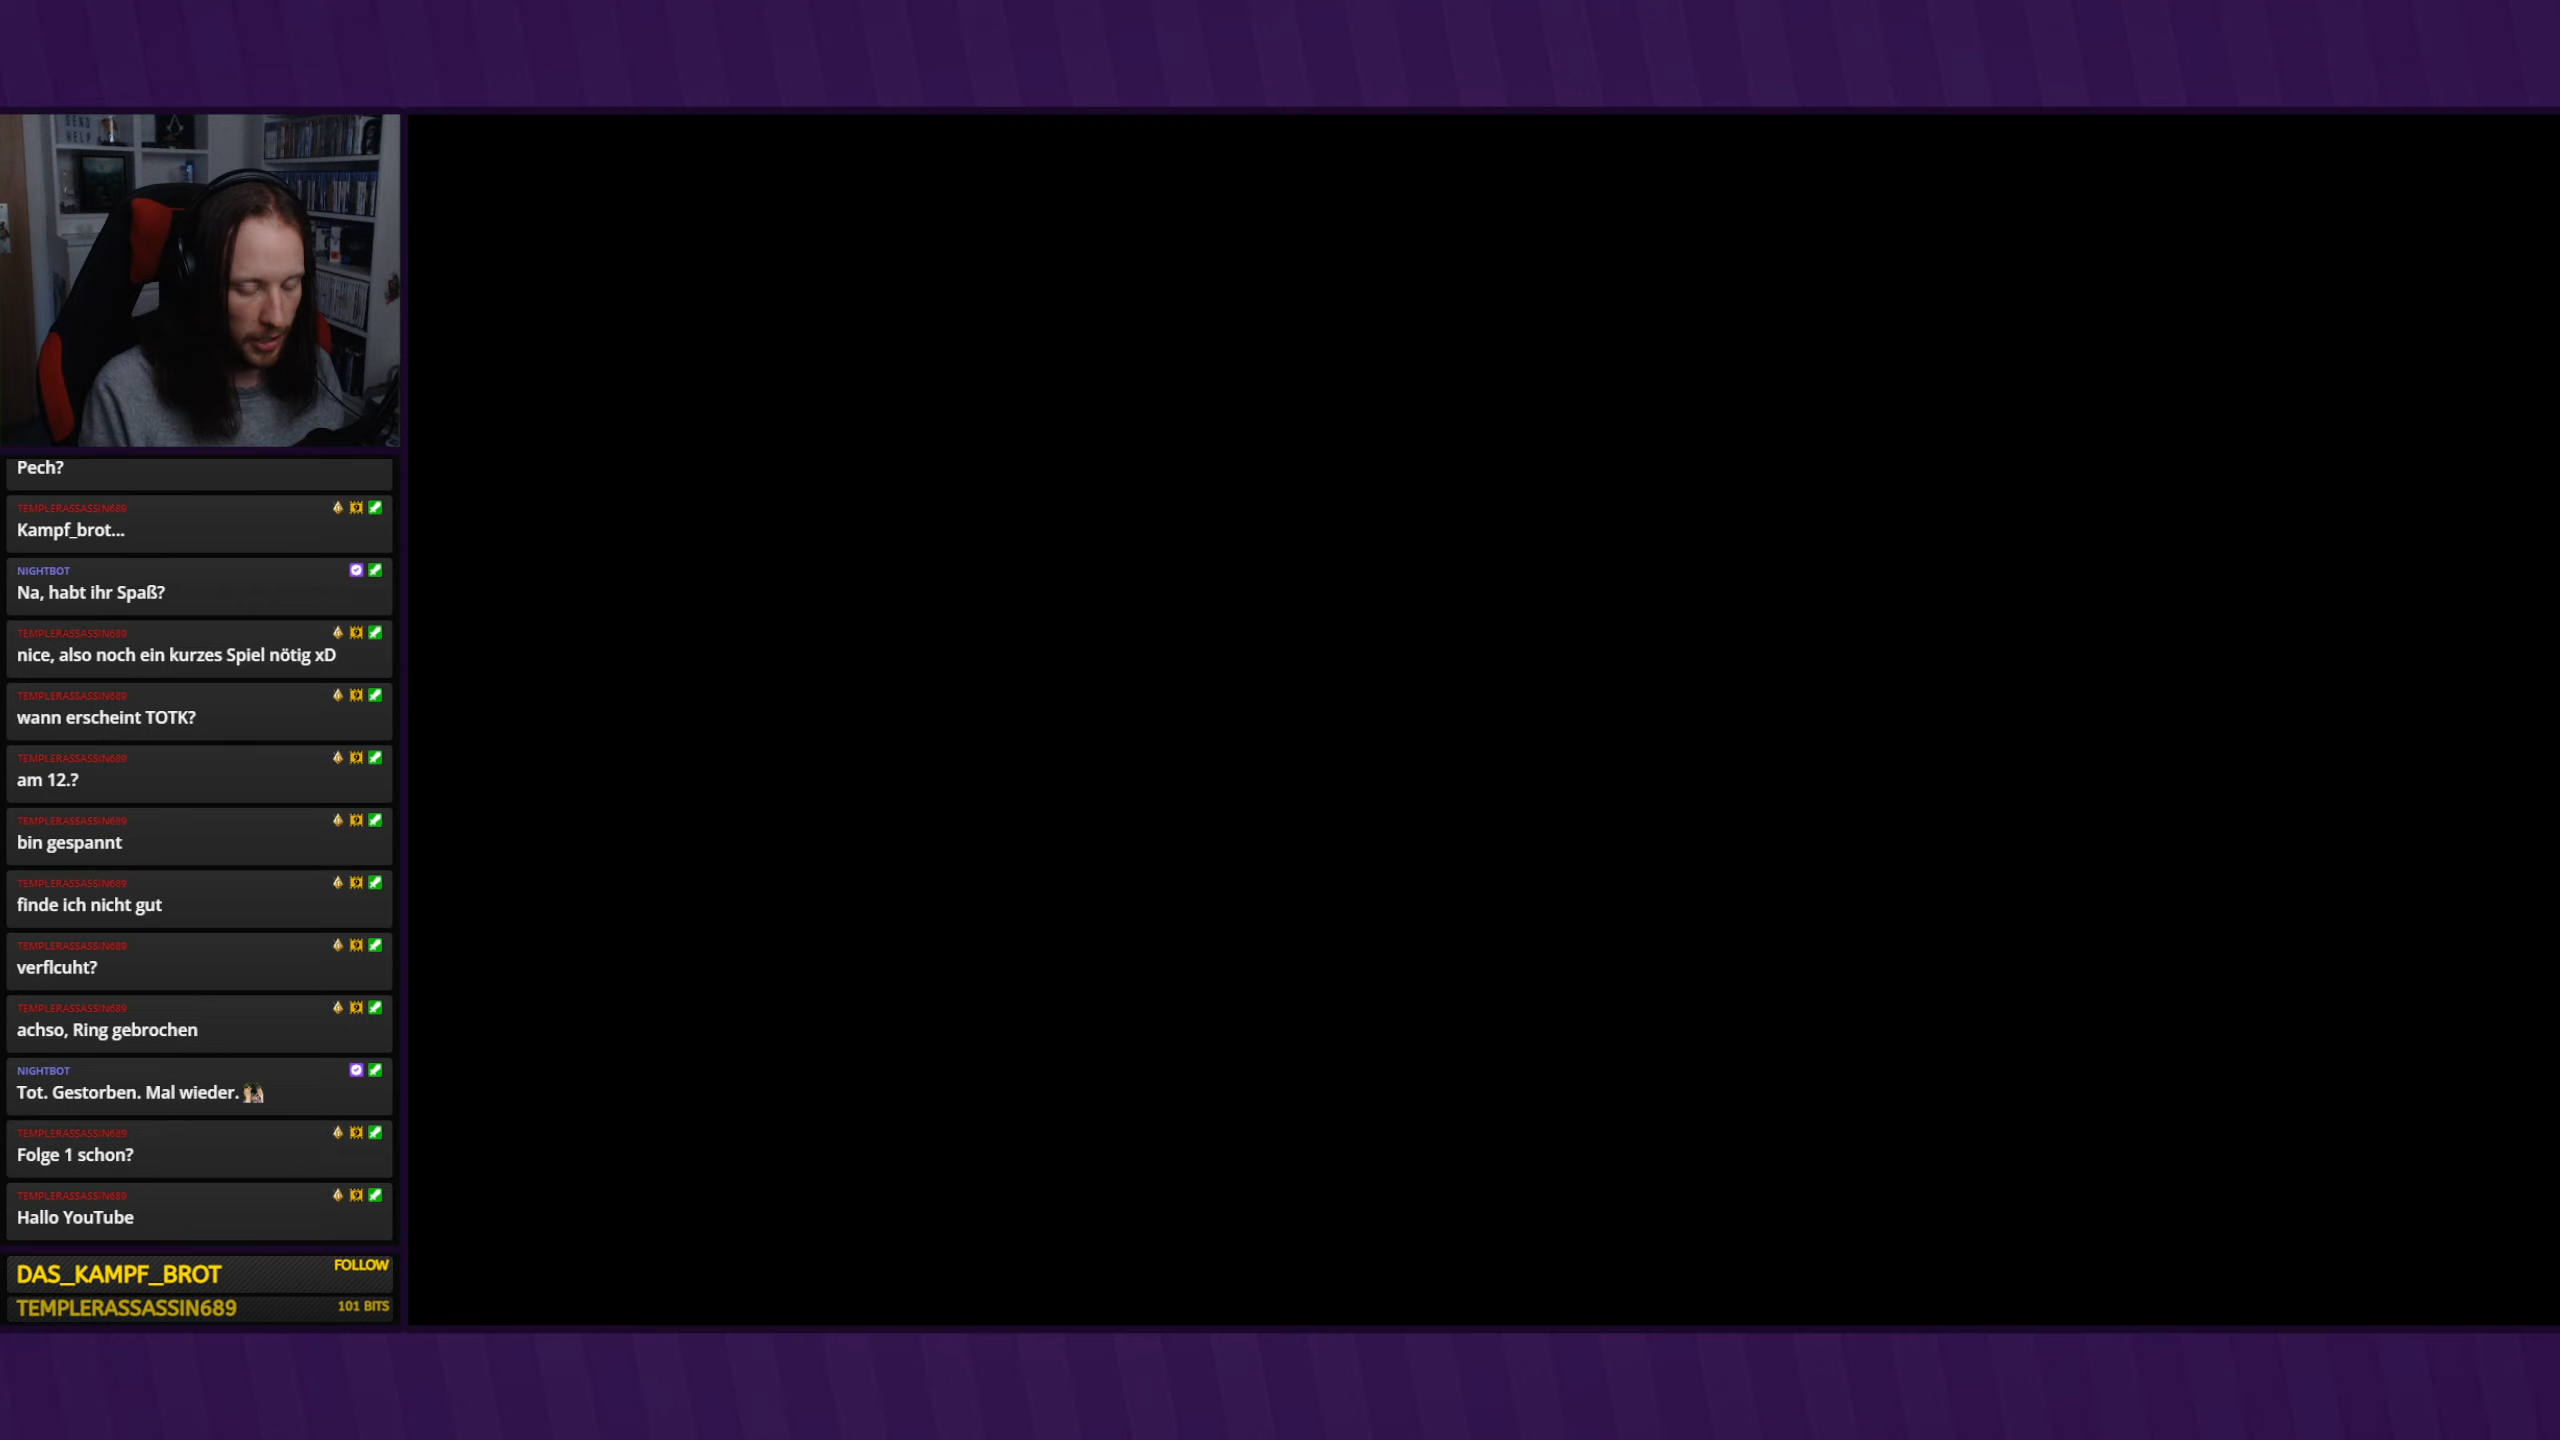 SEND
HELP
Pech?
TEMPLERASSASSIN689
Kampf_brot...
NIGHTBOT
Na, habt ihr Spaß?
TEMPLERASSASSIN689
nice, also noch ein kurzes Spiel nötig xD
TEMPLERASSASSIN689
wann erscheint TOTK?
TEMPLERASSASSIN689
am 12.?
TEMPLERASSASSIN689
bin gespannt
TEMPLERASSASSIN689
finde ich nicht gut
TEMPLERASSASSIN689
verflcuht?
TEMPLERASSASSIN689
achso, Ring gebrochen
NIGHTBOT
Tot. Gestorben. Mal wieder.
TEMPLERASSASSIN689
Folge 1 schon?
TEMPLERASSASSIN689
Hallo YouTube
DAS_KAMPF_BROT FOLLOW
TEMPLERASSASSIN689 101 BITS